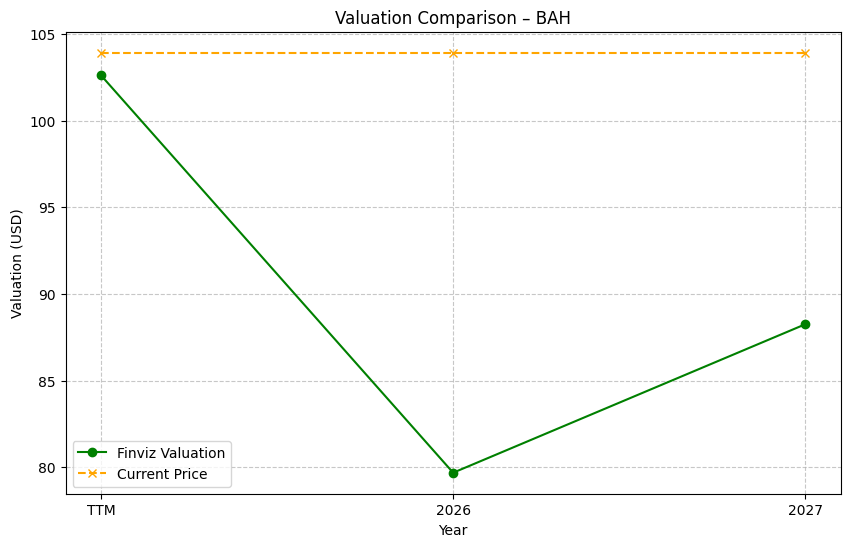 Valuation Comparison – BAH
Valuation (USD)
105
100
95
90
85
80
Finviz Valuation
Current Price
TTM
2026
2027
Year